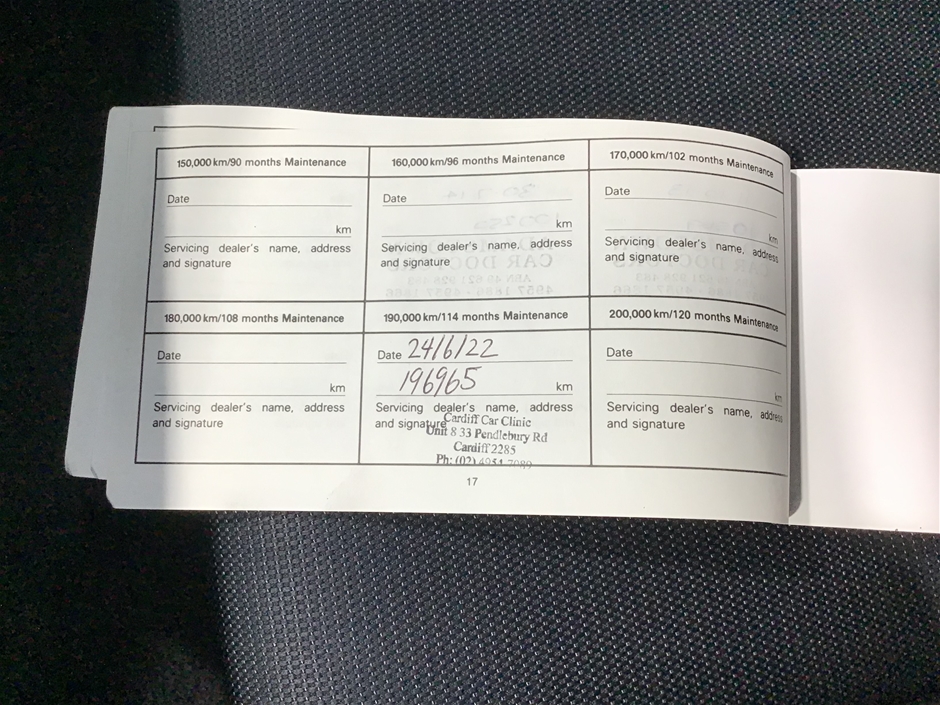 150,000 km/90 months Maintenance
Date
km
Servicing dealer's name, address
and signature
160,000 km/96 months Maintenance
Date
km
Servicing dealer's name, address
and signature
170,000 km/102 months Maintenance
Date
km
Servicing dealer's name, address
and signature
180,000 km/108 months Maintenance
Date
km
Servicing dealer's name, address
and signature
190,000 km/114 months Maintenance
Date 24/6/22
196965 km
Servicing dealer's name, address
and signature
Cardiff Car Clinic
Unit 8 33 Pendlebury Rd
Cardiff 2285
Ph: (02) 4954
200,000 km/120 months Maintenance
Date
km
Servicing dealer's name, address
and signature
17